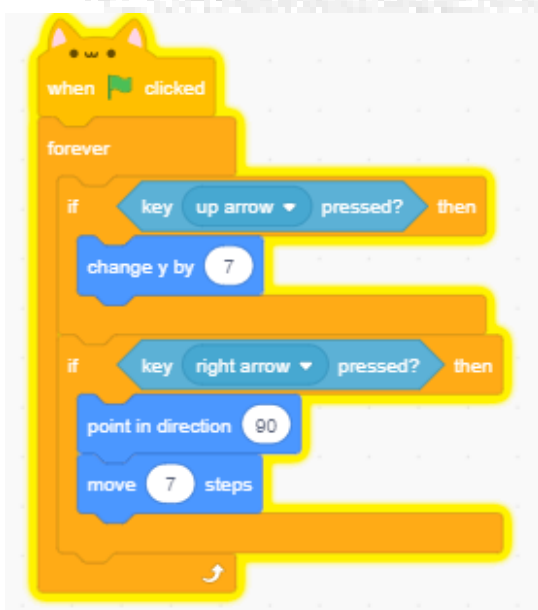 when clicked
forever
if key up arrow pressed? then
change y by 7
if key right arrow pressed? then
point in direction 90
move 7 steps